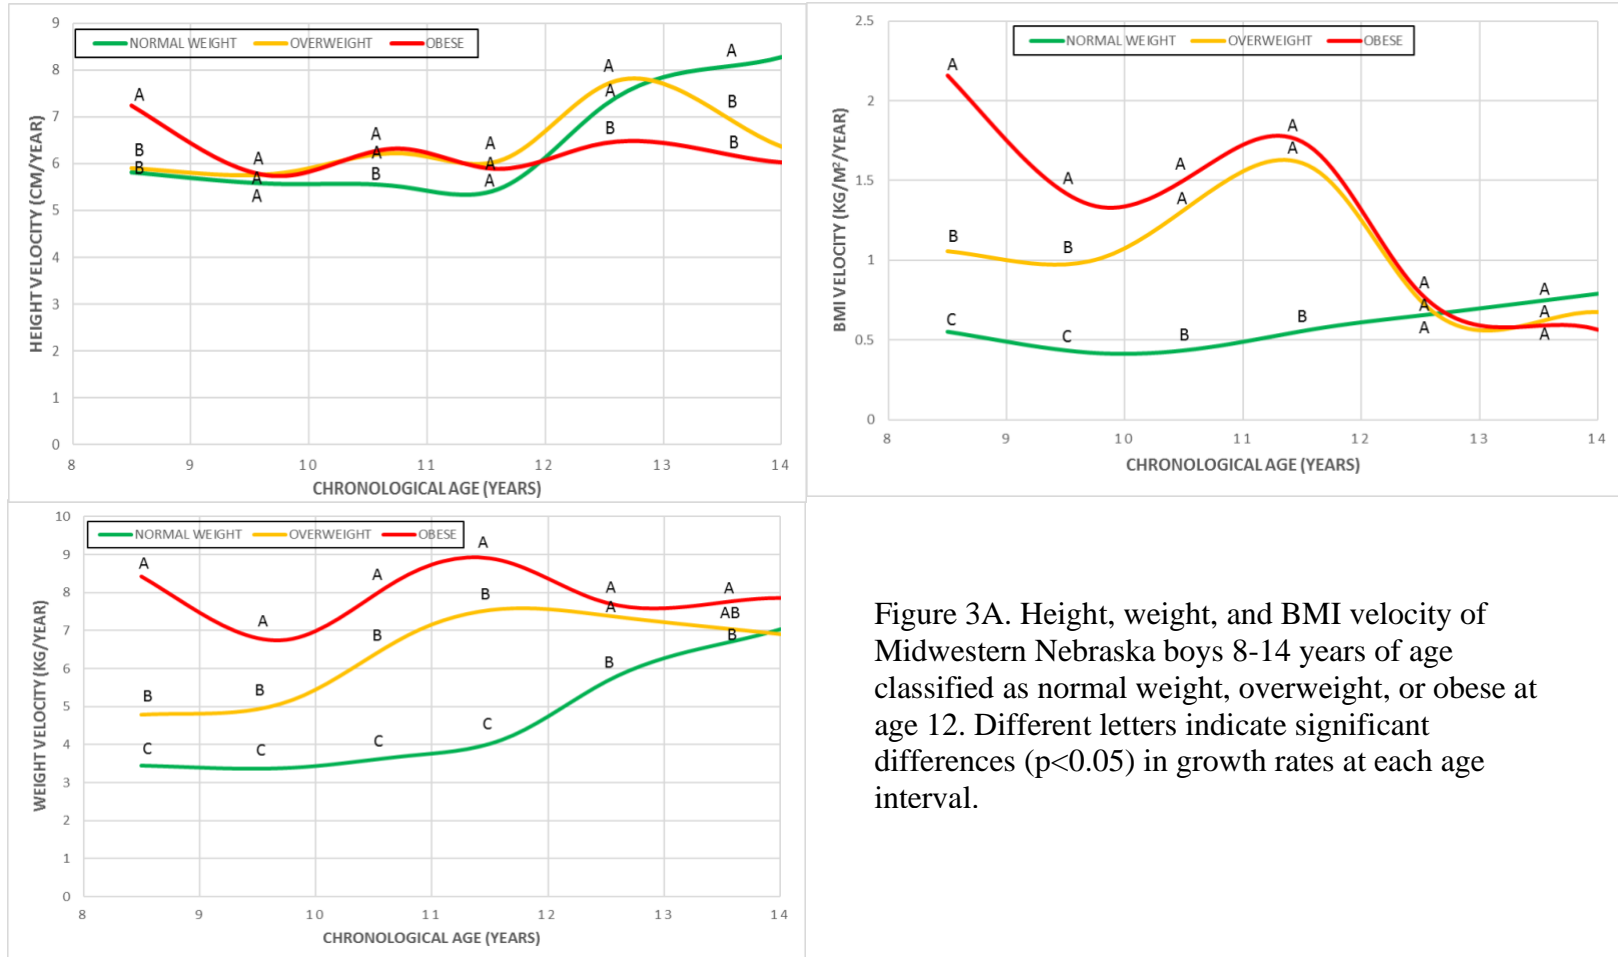 NORMAL WEIGHT OVERWEIGHT OBESE
HEIGHT VELOCITY (CM/YEAR)
9
8
7
6
5
4
3
2
1
0
A
B
B
A
A
A
A
A
B
A
A
A
A
A
B
A
B
B
8 9 10 11 12 13 14
CHRONOLOGICAL AGE (YEARS)
NORMAL WEIGHT OVERWEIGHT OBESE
BMI VELOCITY (KG/M²/YEAR)
2.5
2
1.5
1
0.5
0
A
B
C
A
B
C
A
A
B
A
A
B
A
A
A
A
A
A
8 9 10 11 12 13 14
CHRONOLOGICAL AGE (YEARS)
NORMAL WEIGHT OVERWEIGHT OBESE
WEIGHT VELOCITY (KG/YEAR)
10
9
8
7
6
5
4
3
2
1
0
A
B
C
A
B
C
A
B
C
A
B
C
A
A
B
A
AB
B
8 9 10 11 12 13 14
CHRONOLOGICAL AGE (YEARS)
Figure 3A. Height, weight, and BMI velocity of
Midwestern Nebraska boys 8-14 years of age
classified as normal weight, overweight, or obese at
age 12. Different letters indicate significant
differences (p<0.05) in growth rates at each age
interval.